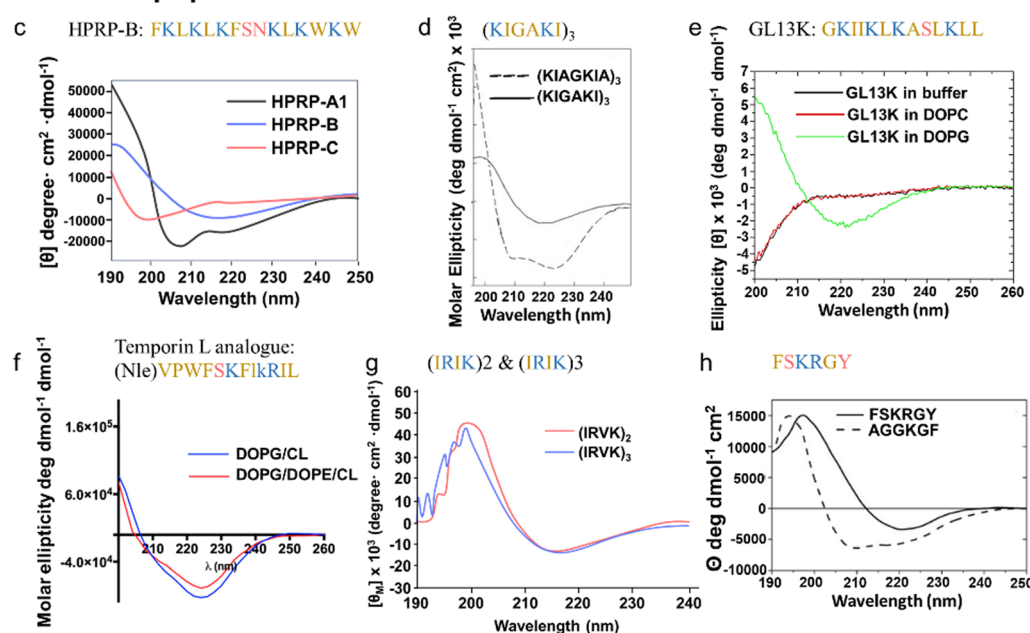 c
HPRP-B: FKLKLKFSNKLKLKWKW
[θ] degree· cm² ·dmol⁻¹
50000
40000
30000
20000
10000
0
-10000
-20000
HPRP-A1
HPRP-B
HPRP-C
190 200 210 220 230 240 250
Wavelength (nm)
d
(KIGAKI)₃
Molar Ellipticity (deg dmol⁻¹ cm²) x 10³
(KIAGKIA)₃
(KIGAKI)₃
200 210 220 230 240
Wavelength (nm)
e
GL13K: GKIIKLKASLKLL
Ellipticity [θ] x 10³ (deg dmol⁻¹ cm²)
7
6
5
4
3
2
1
0
-1
-2
-3
-4
-5
GL13K in buffer
GL13K in DOPC
GL13K in DOPG
200 210 220 230 240 250 260
Wavelength (nm)
f
Temporin L analogue:
(Nle)VPWFSKFlkRIL
Molar ellipticity deg dmol⁻¹ dmol⁻¹
1.6×10⁵
6.0×10⁴
-4.0×10⁴
DOPG/CL
DOPG/DOPE/CL
210 220 230 240 250 260
λ (nm)
g
(IRIK)2 & (IRIK)3
[θM] x 10³ (degree· cm² ·dmol⁻¹)
60
50
40
30
20
10
0
-10
-20
-30
(IRVK)₂
(IRVK)₃
190 200 210 220 230 240
Wavelength (nm)
h
FSKRGY
Θ deg dmol⁻¹ cm²
15000
10000
5000
0
-5000
-10000
FSKRGY
AGGKGF
190 200 210 220 230 240 250
Wavelength (nm)